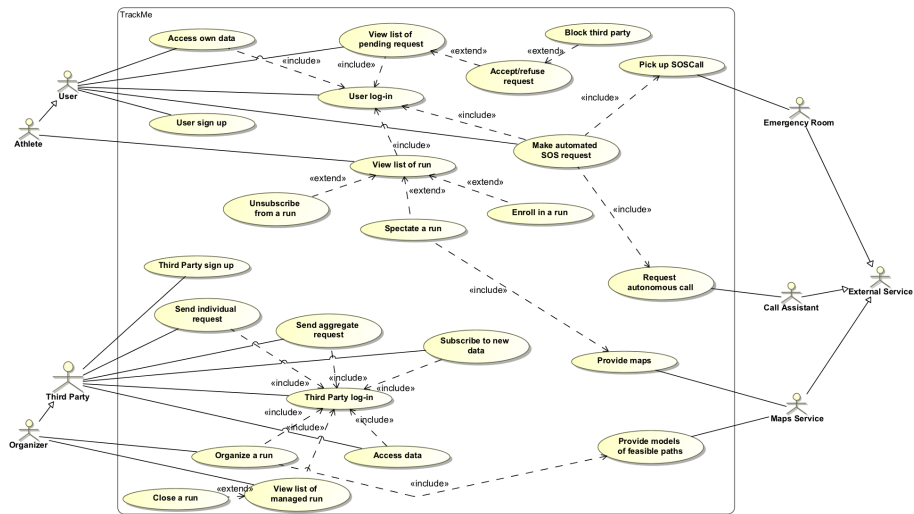 TrackMe
Access own data
View list of
pending request
Block third party
«extend»
«extend»
«include»
«include»
Accept/refuse
request
Pick up SOSCall
User
User log-in
«include»
Emergency Room
User sign up
Athlete
«include»
«include»
Make automated
SOS request
View list of run
«extend»
«extend»
«extend»
Unsubscribe
from a run
Enroll in a run
«include»
Spectate a run
Third Party sign up
Request
autonomous call
«include»
Call Assistant
External Service
Send individual
request
Send aggregate
request
Subscribe to new
data
Provide maps
«include»
«include»
«include»
Third Party
Third Party log-in
Maps Service
«include»
«include»
«include»
Organizer
Organize a run
Access data
Provide models
of feasible paths
«include»
«extend»
Close a run
View list of
managed run